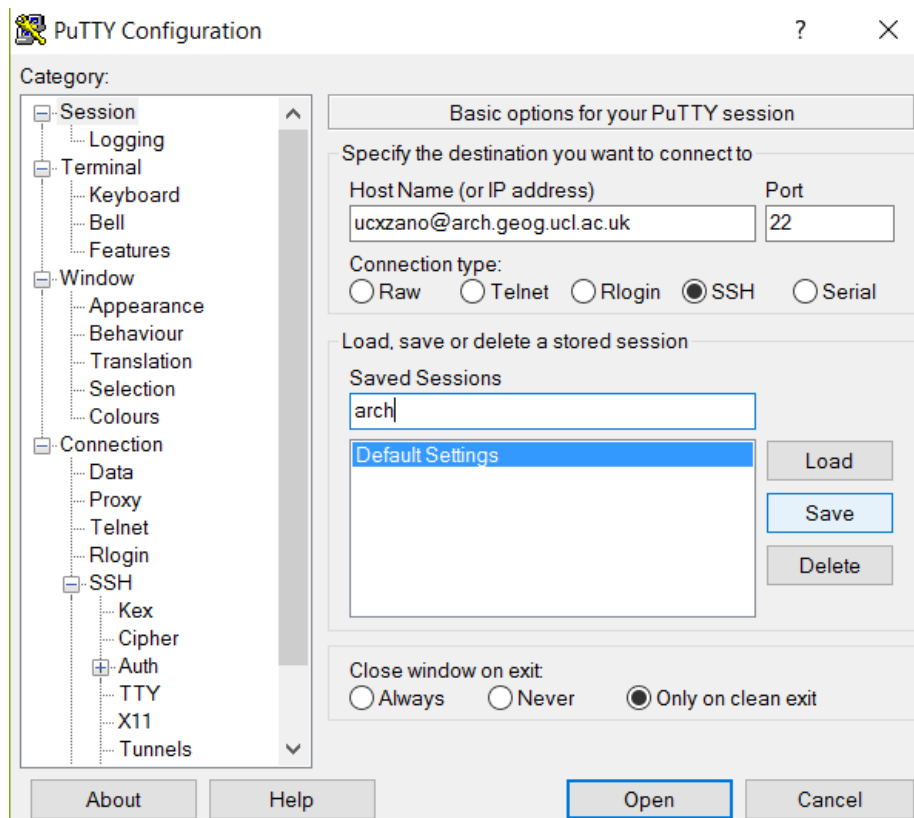 PuTTY Configuration
?
Category:
Session
Logging
Terminal
Keyboard
Bell
Features
Window
Appearance
Behaviour
Translation
Selection
Colours
Connection
Data
Proxy
Telnet
Rlogin
SSH
Kex
Cipher
Auth
TTY
X11
Tunnels
Basic options for your PuTTY session
Specify the destination you want to connect to
Host Name (or IP address) Port
ucxzano@arch.geog.ucl.ac.uk 22
Connection type:
Raw Telnet Rlogin SSH Serial
Load, save or delete a stored session
Saved Sessions
arch
Default Settings
Load
Save
Delete
Close window on exit:
Always Never Only on clean exit
About Help Open Cancel